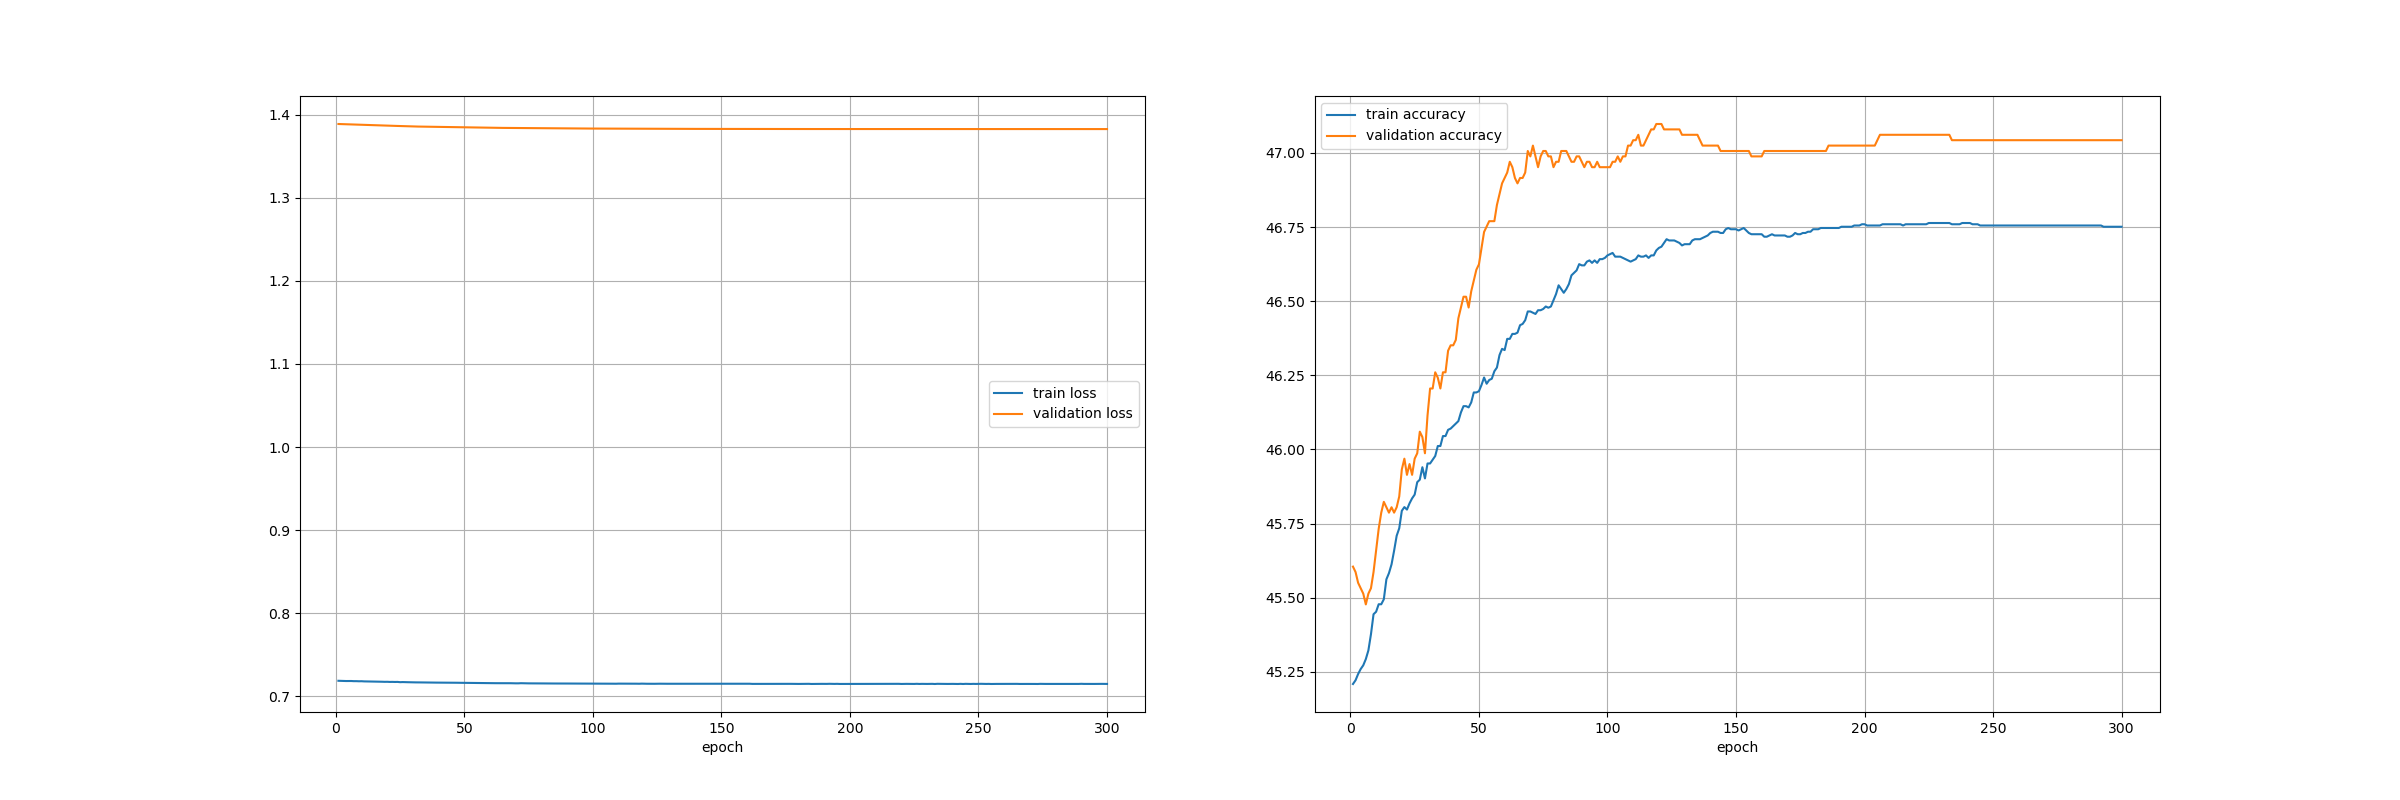 1.4
1.3
1.2
1.1
1.0
0.9
0.8
0.7
train loss
validation loss
0 50 100 150 200 250 300
epoch
train accuracy
validation accuracy
47.00
46.75
46.50
46.25
46.00
45.75
45.50
45.25
0 50 100 150 200 250 300
epoch